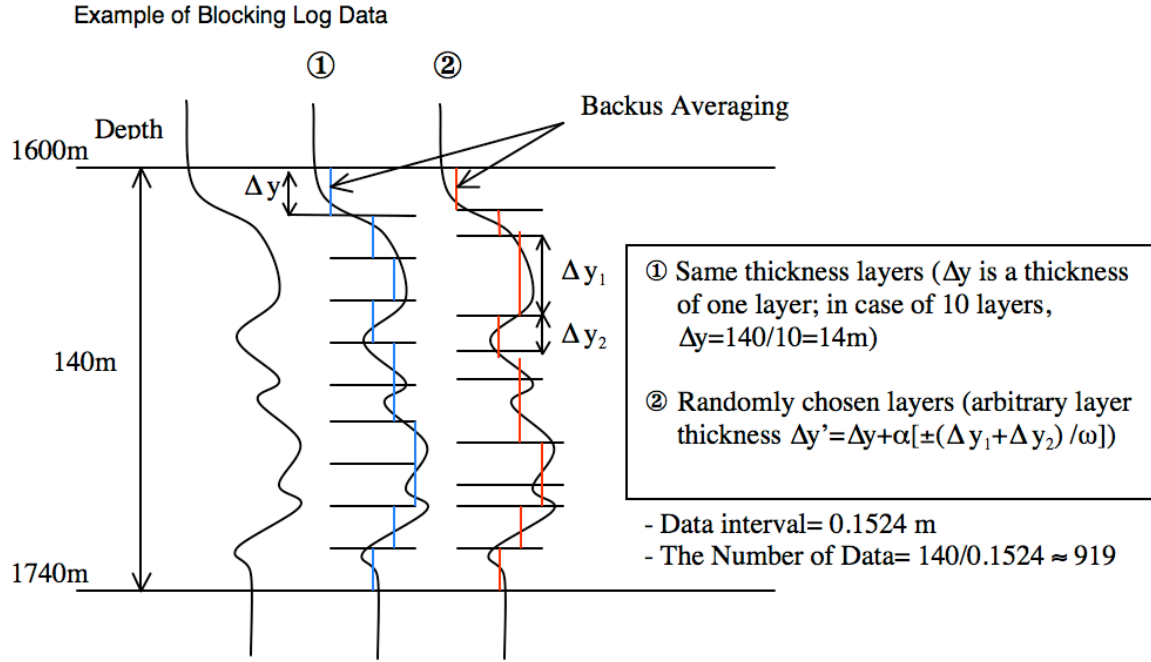 Example of Blocking Log Data
①
②
Backus Averaging
Depth
1600m
Δy
Δy₁
Δy₂
140m
1740m
① Same thickness layers (Δy is a thickness
of one layer; in case of 10 layers,
Δy=140/10=14m)
② Randomly chosen layers (arbitrary layer
thickness Δy’=Δy+α[±(Δy₁+Δy₂)/ω])
- Data interval= 0.1524 m
- The Number of Data= 140/0.1524 ≈ 919